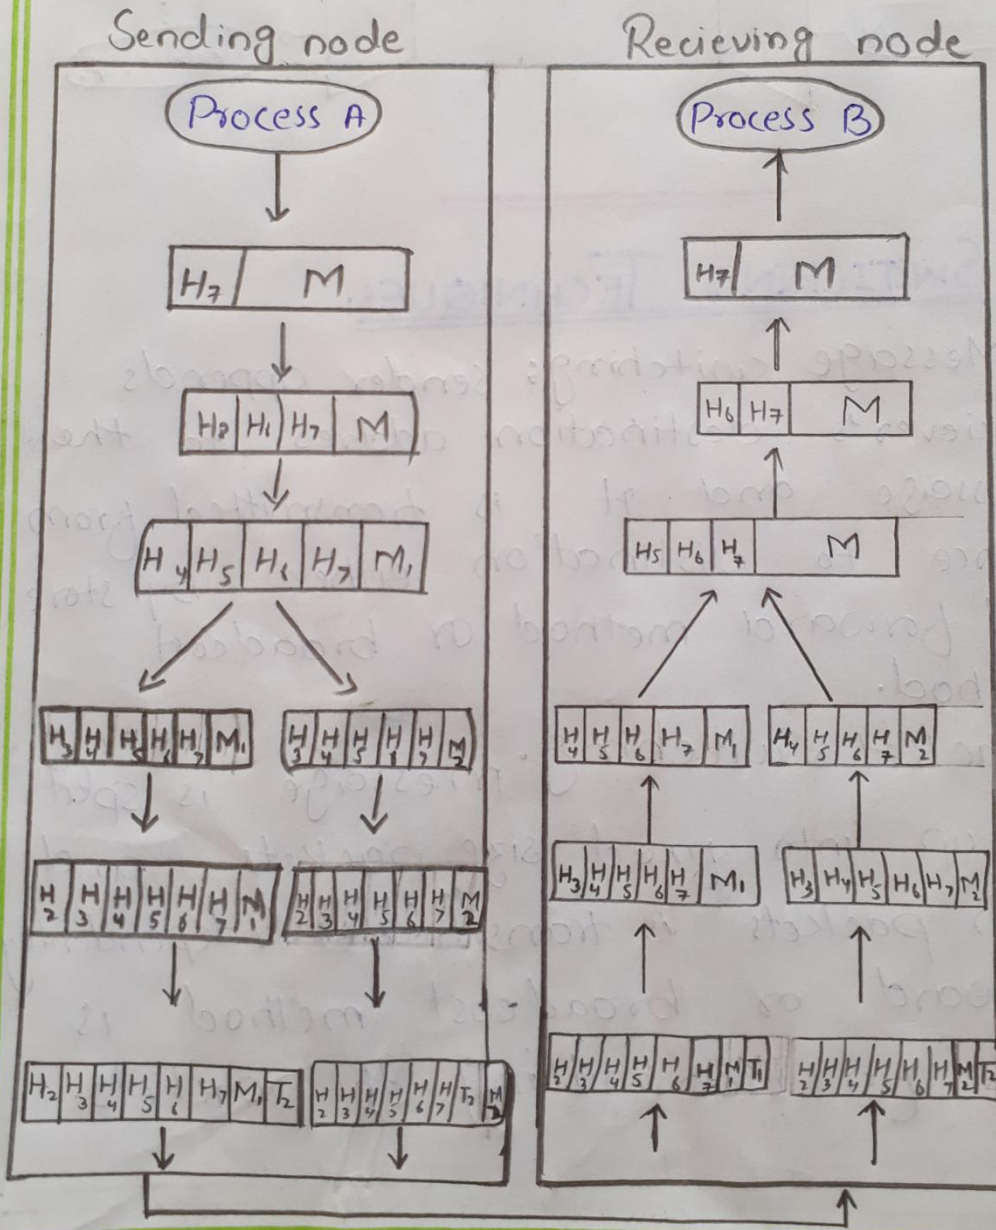 Sending node
Recieving node
Process A
Process B
H7 M
H7 M
H8 H6 H7 M
H6 H7 M
H4 H5 H6 H7 M1
H5 H6 H7 M
H3 H4 H5 H6 H7 M1
H3 H4 H5 H6 H7 M2
H4 H5 H6 H7 M1
H4 H5 H6 H7 M2
H2 H3 H4 H5 H6 H7 M1
H2 H3 H4 H5 H6 H7 M2
H3 H4 H5 H6 H7 M1
H3 H4 H5 H6 H7 M2
H2 H3 H4 H5 H6 H7 M1 T2
H2 H3 H4 H5 H6 H7 T2 M2
H2 H3 H4 H5 H6 H7 M1 T1
H2 H3 H4 H5 H6 H7 M2 T2